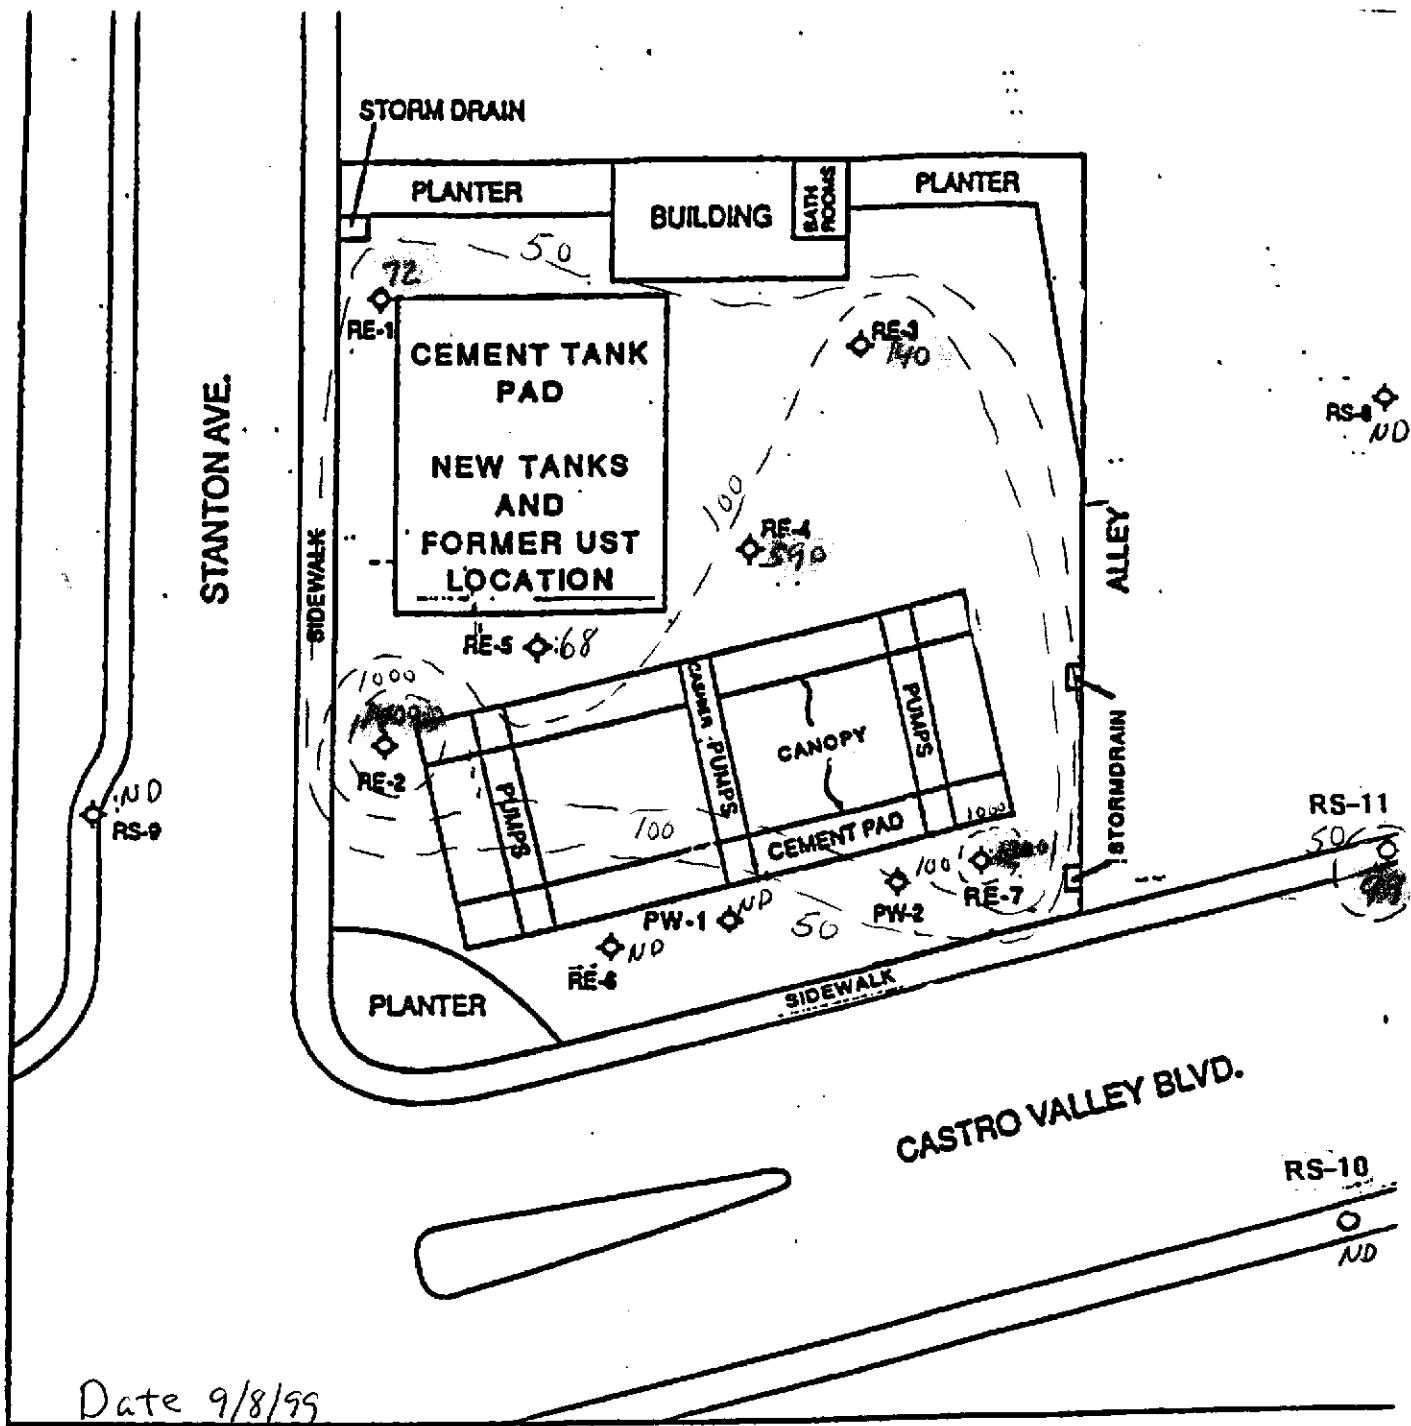 STORM DRAIN
PLANTER
BUILDING
BATH
ROOMS
PLANTER
50
72
RE-1
CEMENT TANK
PAD
NEW TANKS
AND
FORMER UST
LOCATION
RE-3
140
RS-8
ND
STANTON AVE.
SIDEWALK
100
RE-4
590
ALLEY
RE-5
68
1000
RE-2
PUMPS
CASHIER
PUMPS
CANOPY
PUMPS
CEMENT PAD
1000
100
STORMDRAIN
ND
RS-9
RS-11
50
100
RE-7
PW-2
PW-1
ND
50
RE-6
ND
PLANTER
SIDEWALK
CASTRO VALLEY BLVD.
RS-10
ND
Date 9/8/99